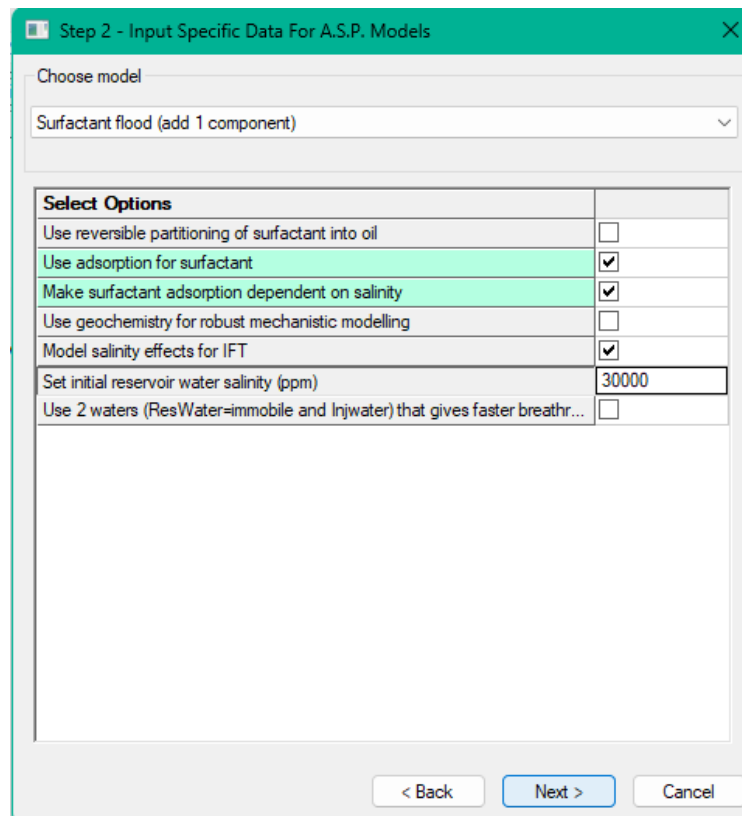 Step 2 - Input Specific Data For A.S.P. Models
Choose model
Surfactant flood (add 1 component)
Select Options
Use reversible partitioning of surfactant into oil
Use adsorption for surfactant
Make surfactant adsorption dependent on salinity
Use geochemistry for robust mechanistic modelling
Model salinity effects for IFT
Set initial reservoir water salinity (ppm) 30000
Use 2 waters (ResWater=immobile and Injwater) that gives faster breathr...
< Back Next > Cancel